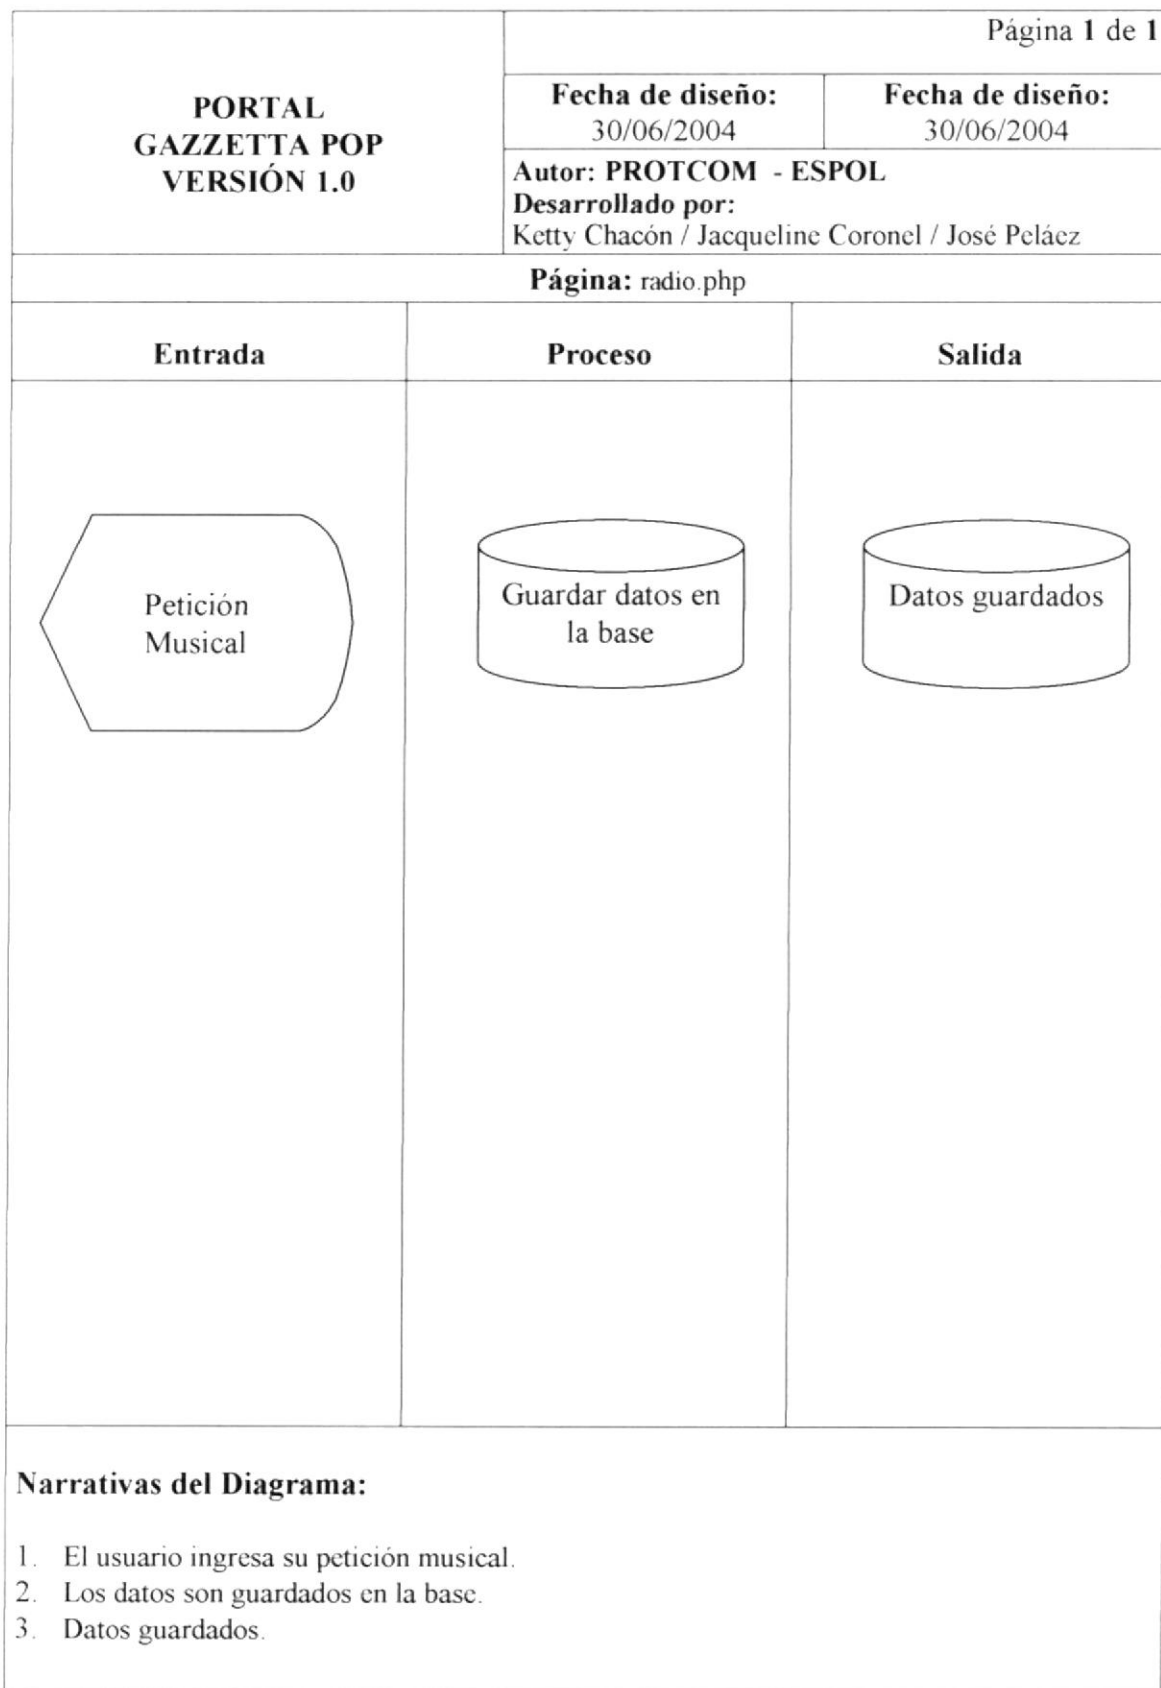 Página 1 de 1
PORTAL
GAZZETTA POP
VERSIÓN 1.0
Fecha de diseño:
30/06/2004
Fecha de diseño:
30/06/2004
Autor: PROTCOM - ESPOL
Desarrollado por:
Ketty Chacón / Jacqueline Coronel / José Peláez
Página: radio.php
Entrada
Proceso
Salida
Petición
Musical
Guardar datos en
la base
Datos guardados
Narrativas del Diagrama:
1. El usuario ingresa su petición musical.
2. Los datos son guardados en la base.
3. Datos guardados.